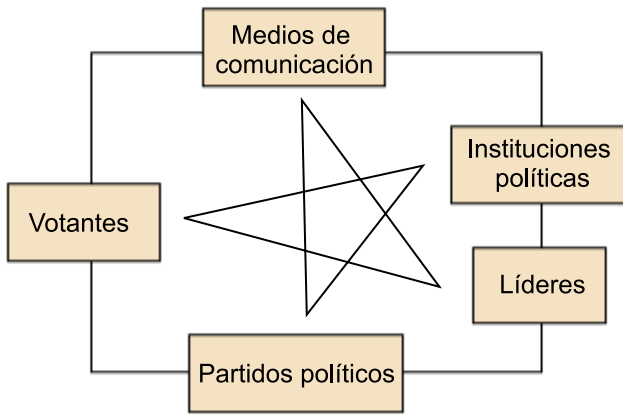 Medios de
comunicación
Instituciones
políticas
Votantes
Líderes
Partidos políticos